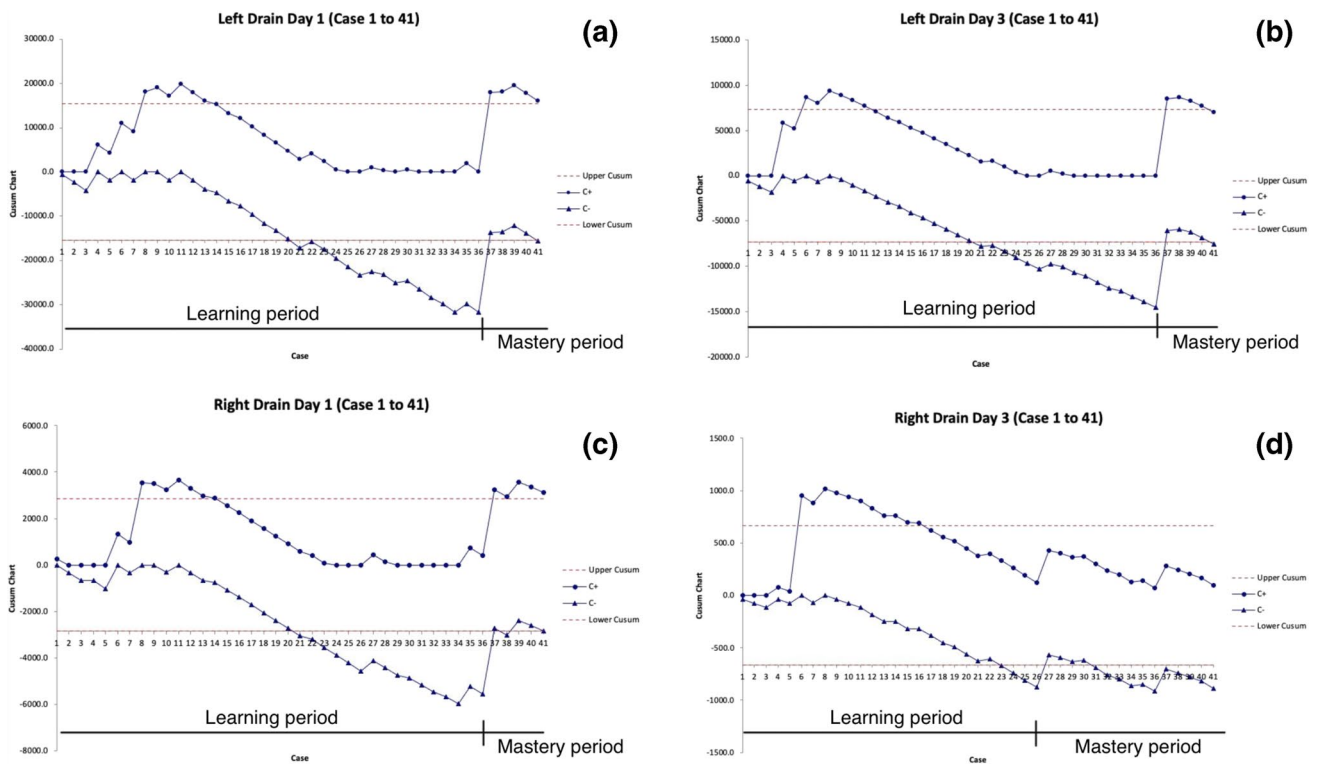 Left Drain Day 1 (Case 1 to 41)
(a)
30000.0
20000.0
10000.0
0.0
-10000.0
-20000.0
-30000.0
-40000.0
Cusum Chart
1 2 3 4 5 6 7 8 9 10 11 12 13 14 15 16 17 18 19 20 21 22 23 24 25 26 27 28 29 30 31 32 33 34 35 36 37 38 39 40 41
Upper Cusum
C+
C-
Lower Cusum
Learning period
Mastery period
Case
Left Drain Day 3 (Case 1 to 41)
(b)
15000.0
10000.0
5000.0
0.0
-5000.0
-10000.0
-15000.0
-20000.0
Cusum Chart
1 2 3 4 5 6 7 8 9 10 11 12 13 14 15 16 17 18 19 20 21 22 23 24 25 26 27 28 29 30 31 32 33 34 35 36 37 38 39 40 41
Upper Cusum
C+
C-
Lower Cusum
Learning period
Mastery period
Case
Right Drain Day 1 (Case 1 to 41)
(c)
6000.0
4000.0
2000.0
0.0
-2000.0
-4000.0
-6000.0
-8000.0
Cusum Chart
1 2 3 4 5 6 7 8 9 10 11 12 13 14 15 16 17 18 19 20 21 22 23 24 25 26 27 28 29 30 31 32 33 34 35 36 37 38 39 40 41
Upper Cusum
C+
C-
Lower Cusum
Learning period
Mastery period
Case
Right Drain Day 3 (Case 1 to 41)
(d)
1500.0
1000.0
500.0
0.0
-500.0
-1000.0
-1500.0
Cusum Chart
1 2 3 4 5 6 7 8 9 10 11 12 13 14 15 16 17 18 19 20 21 22 23 24 25 26 27 28 29 30 31 32 33 34 35 36 37 38 39 40 41
Upper Cusum
C+
C-
Lower Cusum
Learning period
Mastery period
Case